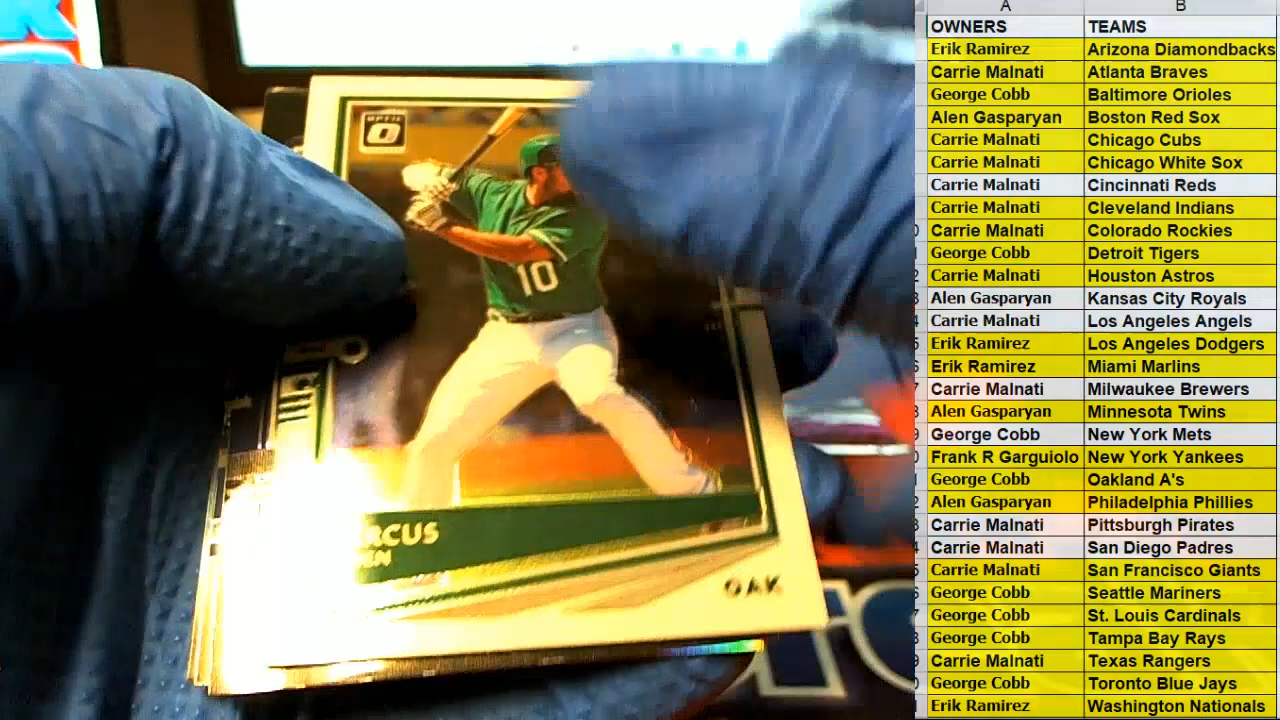 OPTIC
10
RCUS
EN
OAK
A B
OWNERS TEAMS
Erik Ramirez Arizona Diamondbacks
Carrie Malnati Atlanta Braves
George Cobb Baltimore Orioles
Alen Gasparyan Boston Red Sox
Carrie Malnati Chicago Cubs
Carrie Malnati Chicago White Sox
Carrie Malnati Cincinnati Reds
Carrie Malnati Cleveland Indians
Carrie Malnati Colorado Rockies
George Cobb Detroit Tigers
Carrie Malnati Houston Astros
Alen Gasparyan Kansas City Royals
Carrie Malnati Los Angeles Angels
Erik Ramirez Los Angeles Dodgers
Erik Ramirez Miami Marlins
Carrie Malnati Milwaukee Brewers
Alen Gasparyan Minnesota Twins
George Cobb New York Mets
Frank R Garguiolo New York Yankees
George Cobb Oakland A's
Alen Gasparyan Philadelphia Phillies
Carrie Malnati Pittsburgh Pirates
Carrie Malnati San Diego Padres
Carrie Malnati San Francisco Giants
George Cobb Seattle Mariners
George Cobb St. Louis Cardinals
George Cobb Tampa Bay Rays
Carrie Malnati Texas Rangers
George Cobb Toronto Blue Jays
Erik Ramirez Washington Nationals